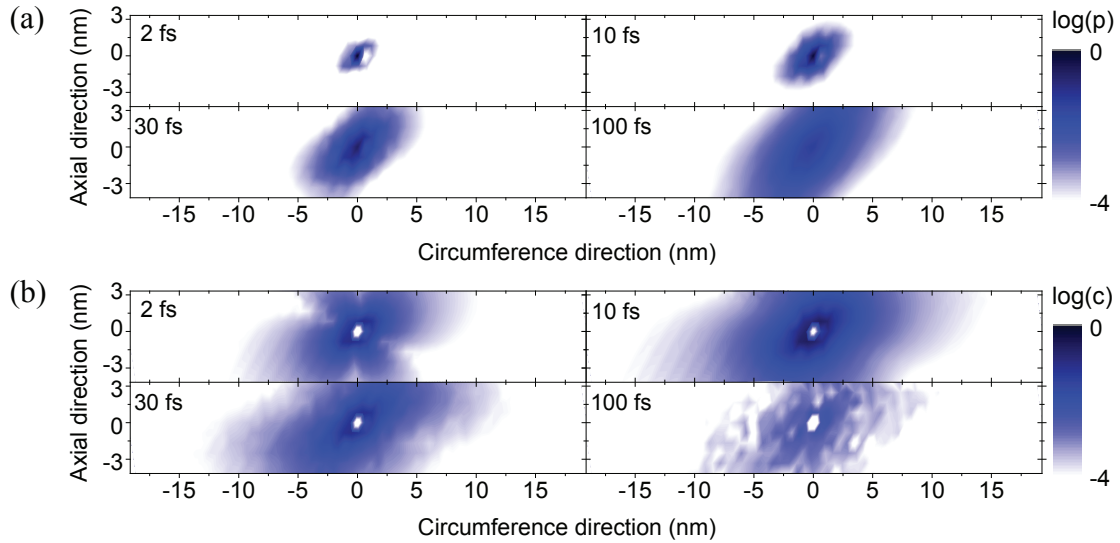 (a)
Axial direction (nm)
3
0
-3
3
0
-3
2 fs
10 fs
30 fs
100 fs
-15 -10 -5 0 5 10 15
-15 -10 -5 0 5 10 15
Circumference direction (nm)
log(p)
0
-4
(b)
Axial direction (nm)
3
0
-3
3
0
-3
2 fs
10 fs
30 fs
100 fs
-15 -10 -5 0 5 10 15
-15 -10 -5 0 5 10 15
Circumference direction (nm)
log(c)
0
-4